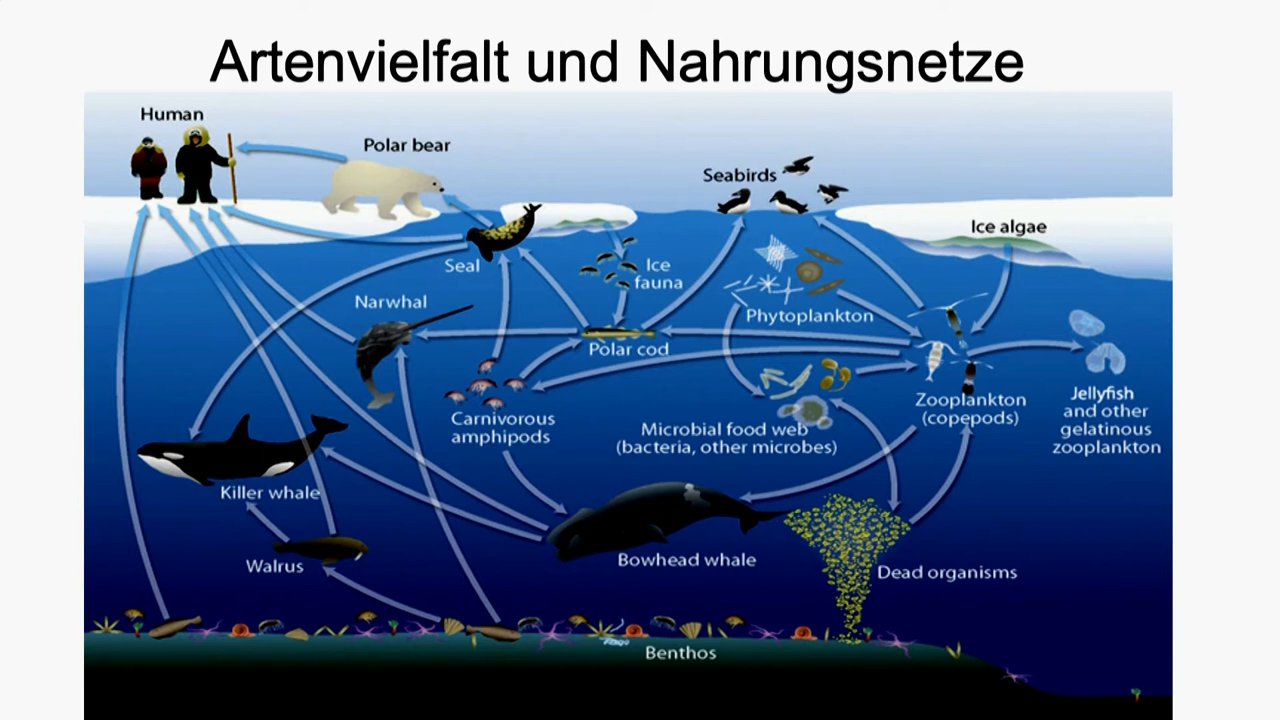 Artenvielfalt und Nahrungsnetze
Human
Polar bear
Seabirds
Ice algae
Seal
Ice
fauna
Narwhal
Phytoplankton
Polar cod
Zooplankton
(copepods)
Jellyfish
and other
gelatinous
zooplankton
Carnivorous
amphipods
Microbial food web
(bacteria, other microbes)
Killer whale
Bowhead whale
Walrus
Dead organisms
Benthos